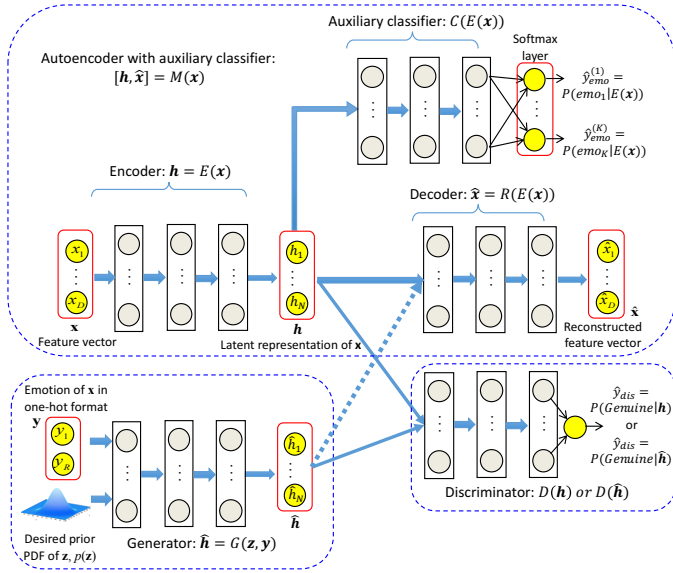 Auxiliary classifier: C(E(𝒙))
Autoencoder with auxiliary classifier:
[𝒉, 𝒙̂] = M(𝒙)
Softmax
layer
ŷ_emo^(1) =
P(emo_1|E(𝒙))
ŷ_emo^(K) =
P(emo_K|E(𝒙))
Encoder: 𝒉 = E(𝒙)
Decoder: 𝒙̂ = R(E(𝒙))
x_1
x_D
𝐱
Feature vector
h_1
h_N
𝒉
Latent representation of 𝐱
x̂_1
x̂_D
𝐱̂
Reconstructed
feature vector
Emotion of 𝐱 in
one-hot format
𝐲
y_1
y_R
Desired prior
PDF of 𝐳, p(𝐳)
ĥ_1
ĥ_N
𝒉̂
Generator: 𝒉̂ = G(𝒛, 𝒚)
ŷ_dis =
P(Genuine|𝒉)
or
ŷ_dis =
P(Genuine|𝒉̂)
Discriminator: D(𝒉) or D(𝒉̂)